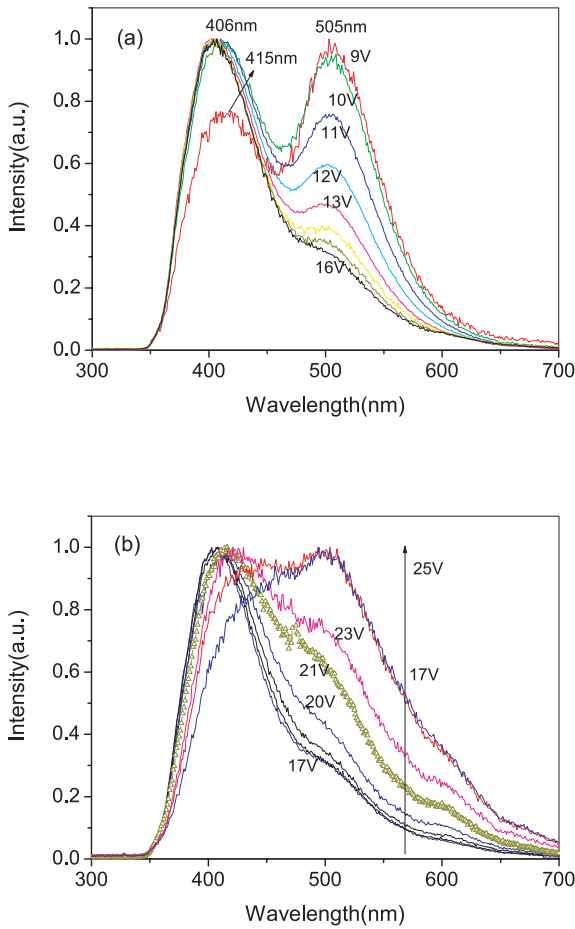 406nm
505nm
(a)
415nm
9V
10V
11V
12V
13V
16V
1.0
0.8
0.6
0.4
0.2
0.0
Intensity(a.u.)
300
400
500
600
700
Wavelength(nm)
(b)
25V
23V
17V
21V
20V
17V
1.0
0.8
0.6
0.4
0.2
0.0
Intensity(a.u.)
300
400
500
600
700
Wavelength(nm)